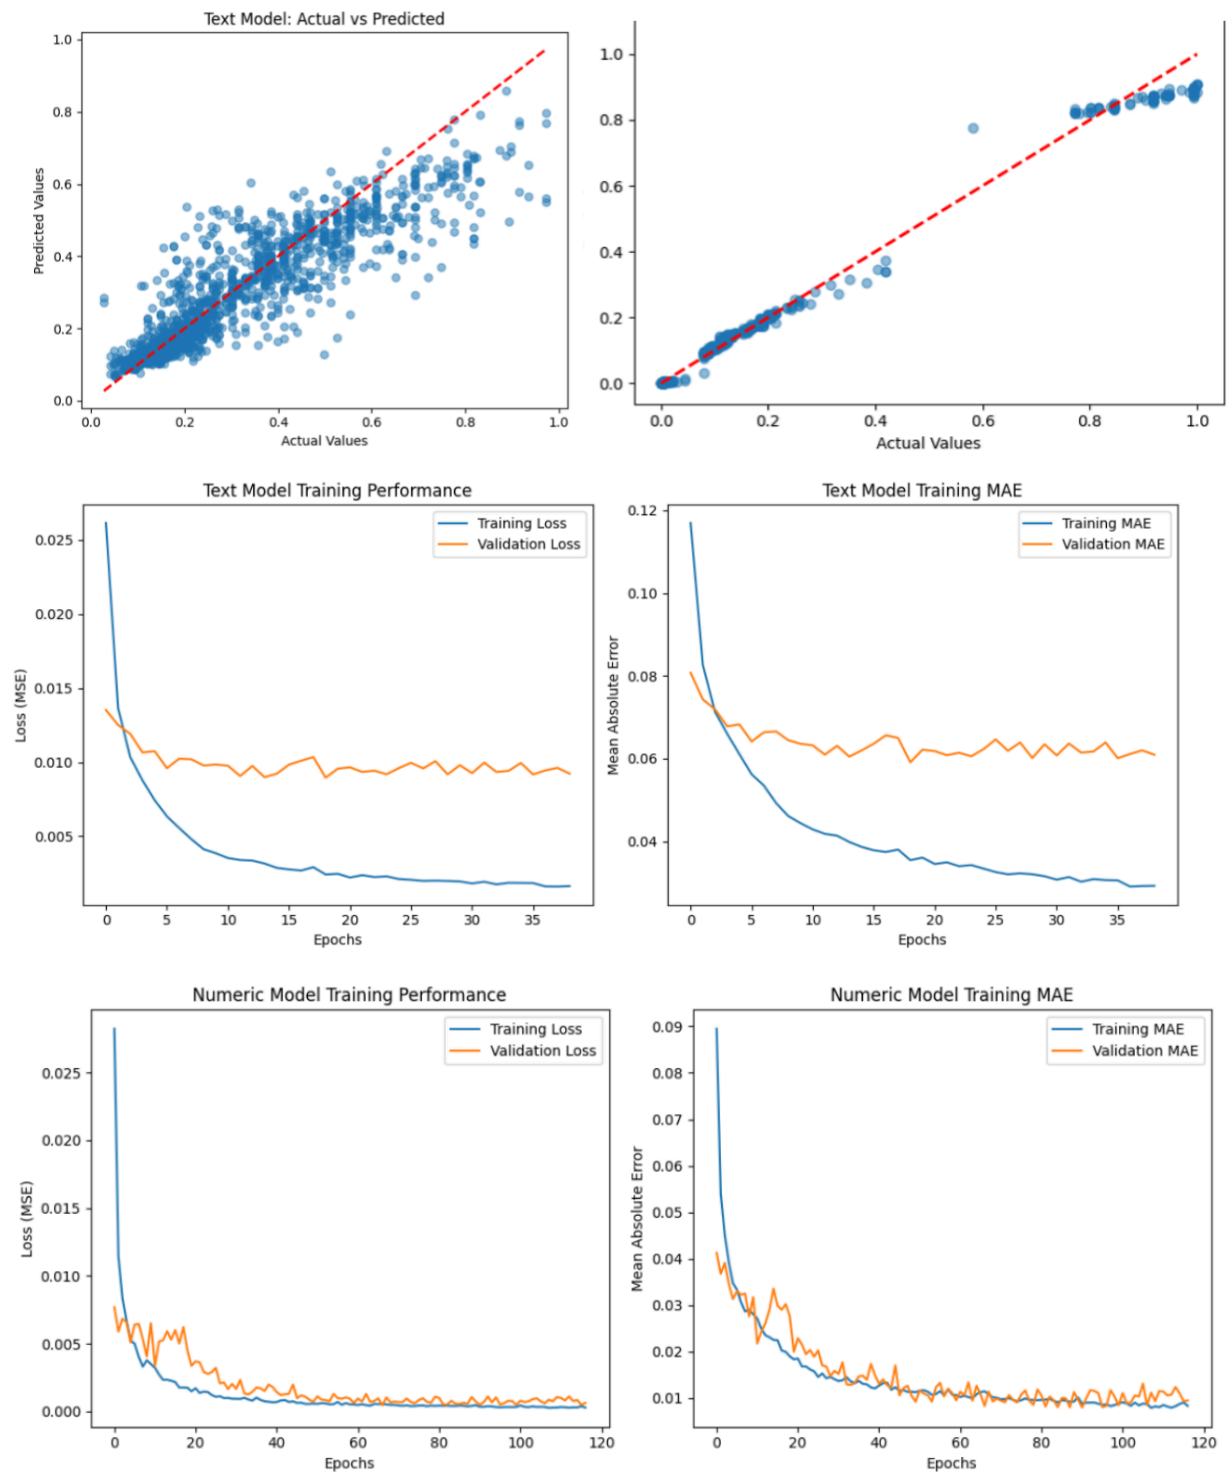 Text Model: Actual vs Predicted
1.0
0.8
0.6
0.4
0.2
0.0
Predicted Values
0.0 0.2 0.4 0.6 0.8 1.0
Actual Values
1.0
0.8
0.6
0.4
0.2
0.0
0.0 0.2 0.4 0.6 0.8 1.0
Actual Values
Text Model Training Performance
Training Loss
Validation Loss
0.025
0.020
0.015
0.010
0.005
Loss (MSE)
0 5 10 15 20 25 30 35
Epochs
Text Model Training MAE
Training MAE
Validation MAE
0.12
0.10
0.08
0.06
0.04
Mean Absolute Error
0 5 10 15 20 25 30 35
Epochs
Numeric Model Training Performance
Training Loss
Validation Loss
0.025
0.020
0.015
0.010
0.005
0.000
Loss (MSE)
0 20 40 60 80 100 120
Epochs
Numeric Model Training MAE
Training MAE
Validation MAE
0.09
0.08
0.07
0.06
0.05
0.04
0.03
0.02
0.01
Mean Absolute Error
0 20 40 60 80 100 120
Epochs